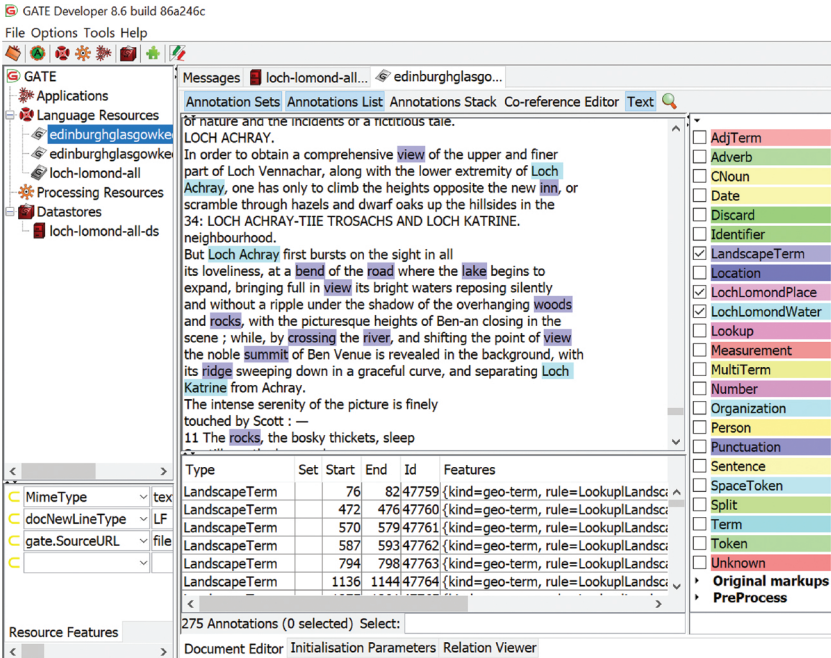 GATE Developer 8.6 build 86a246c
File Options Tools Help
GATE
Applications
Language Resources
edinburghglasgowkee
edinburghglasgowkee
loch-lomond-all
Processing Resources
Datastores
loch-lomond-all-ds
MimeType tex
docNewLineType LF
gate.SourceURL file
Resource Features
Messages loch-lomond-all... edinburghglasgo...
Annotation Sets Annotations List Annotations Stack Co-reference Editor Text
of nature and the incidents of a fictitious tale.
LOCH ACHRAY.
In order to obtain a comprehensive view of the upper and finer
part of Loch Vennachar, along with the lower extremity of Loch
Achray, one has only to climb the heights opposite the new inn, or
scramble through hazels and dwarf oaks up the hillsides in the
34: LOCH ACHRAY-TIIE TROSACHS AND LOCH KATRINE.
neighbourhood.
But Loch Achray first bursts on the sight in all
its loveliness, at a bend of the road where the lake begins to
expand, bringing full in view its bright waters reposing silently
and without a ripple under the shadow of the overhanging woods
and rocks, with the picturesque heights of Ben-an closing in the
scene ; while, by crossing the river, and shifting the point of view
the noble summit of Ben Venue is revealed in the background, with
its ridge sweeping down in a graceful curve, and separating Loch
Katrine from Achray.
The intense serenity of the picture is finely
touched by Scott : —
11 The rocks, the bosky thickets, sleep
Type Set Start End Id Features
LandscapeTerm 76 82 47759 {kind=geo-term, rule=LookuplLandsca
LandscapeTerm 472 476 47760 {kind=geo-term, rule=LookuplLandsca
LandscapeTerm 570 579 47761 {kind=geo-term, rule=LookuplLandsca
LandscapeTerm 587 593 47762 {kind=geo-term, rule=LookuplLandsca
LandscapeTerm 794 798 47763 {kind=geo-term, rule=LookuplLandsca
LandscapeTerm 1136 1144 47764 {kind=geo-term, rule=LookuplLandsca
275 Annotations (0 selected) Select:
Document Editor Initialisation Parameters Relation Viewer
AdjTerm
Adverb
CNoun
Date
Discard
Identifier
LandscapeTerm
Location
LochLomondPlace
LochLomondWater
Lookup
Measurement
MultiTerm
Number
Organization
Person
Punctuation
Sentence
SpaceToken
Split
Term
Token
Unknown
Original markups
PreProcess